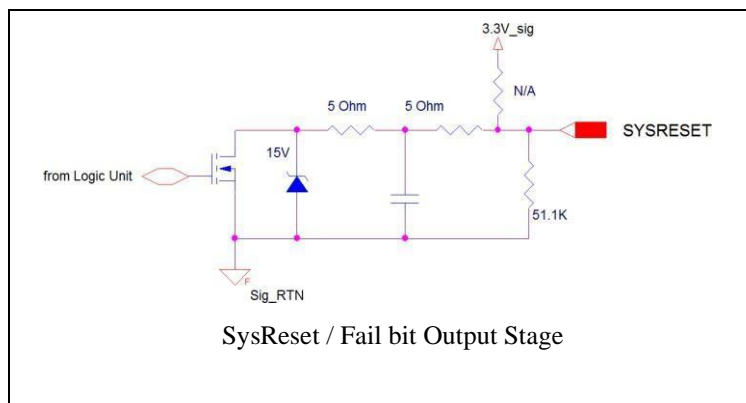 3.3V_sig
N/A
5 Ohm
5 Ohm
SYSRESET
15V
from Logic Unit
51.1K
F
Sig_RTN
SysReset / Fail bit Output Stage